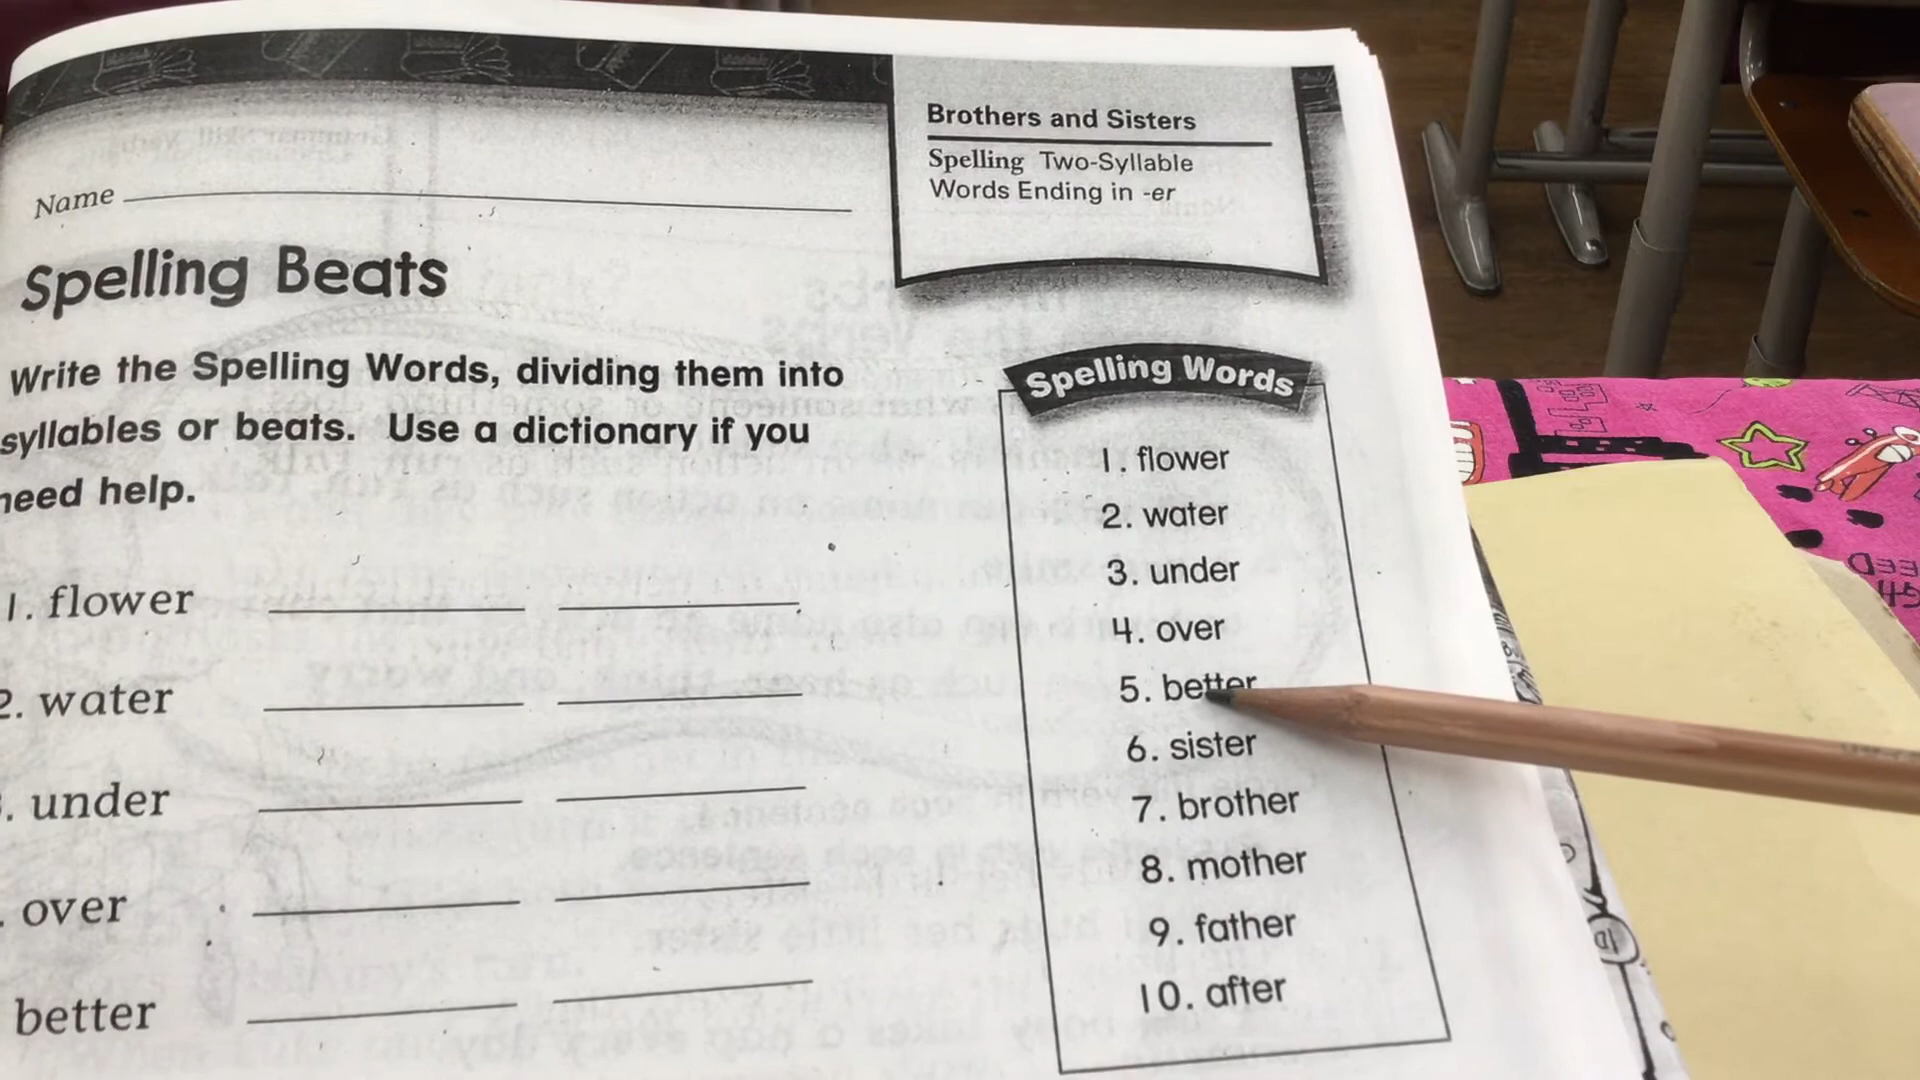 Brothers and Sisters
Spelling Two-Syllable
Words Ending in -er
Name
Spelling Beats
Write the Spelling Words, dividing them into
syllables or beats. Use a dictionary if you
need help.
1. flower
2. water
. under
. over
better
Spelling Words
1. flower
2. water
3. under
4. over
5. better
6. sister
7. brother
8. mother
9. father
10. after